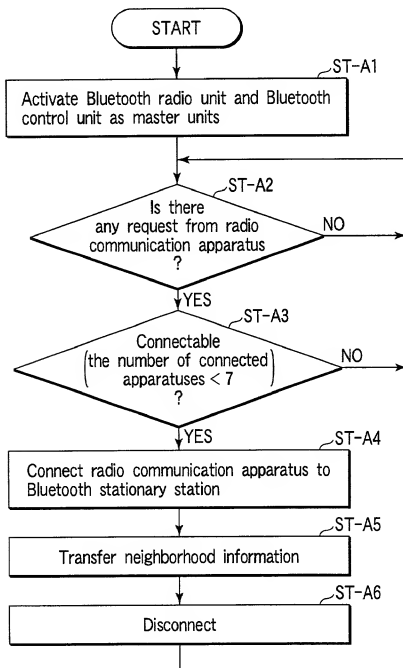 START
ST-A1
Activate Bluetooth radio unit and Bluetooth
control unit as master units
ST-A2
Is there
any request from radio
communication apparatus
?
NO
YES
ST-A3
Connectable
(the number of connected
apparatuses < 7)
?
NO
YES
ST-A4
Connect radio communication apparatus to
Bluetooth stationary station
ST-A5
Transfer neighborhood information
ST-A6
Disconnect